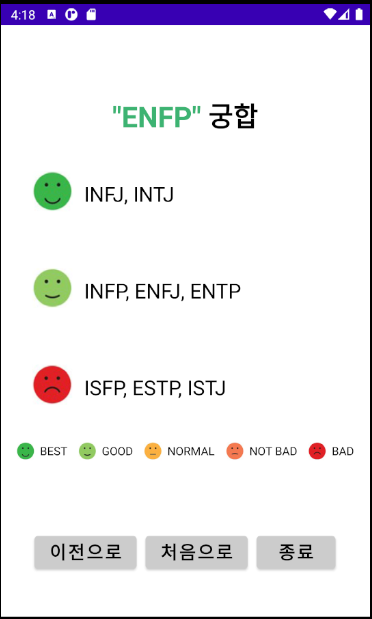 4:18
"ENFP" 궁합
INFJ, INTJ
INFP, ENFJ, ENTP
ISFP, ESTP, ISTJ
BEST GOOD NORMAL NOT BAD BAD
이전으로 처음으로 종료